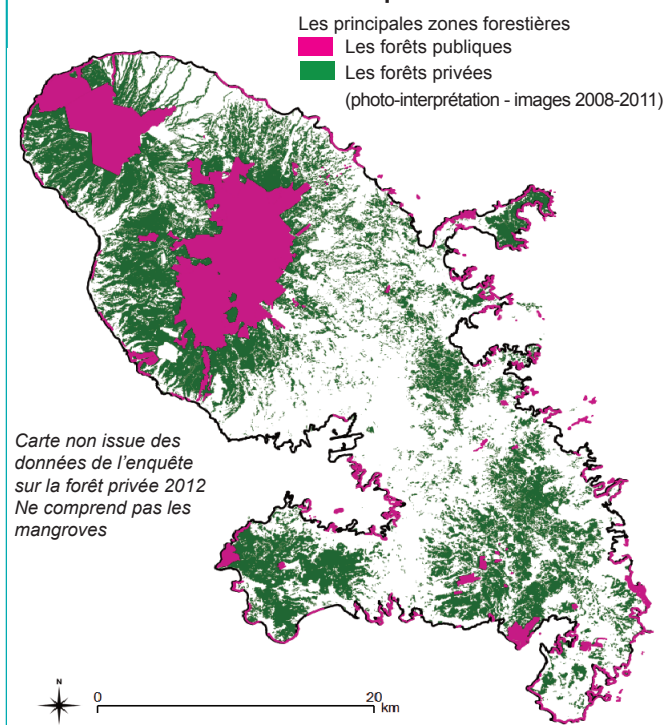 Les principales zones forestières
Les forêts publiques
Les forêts privées
(photo-interprétation - images 2008-2011)
Carte non issue des
données de l'enquête
sur la forêt privée 2012
Ne comprend pas les
mangroves
N
0
20
km